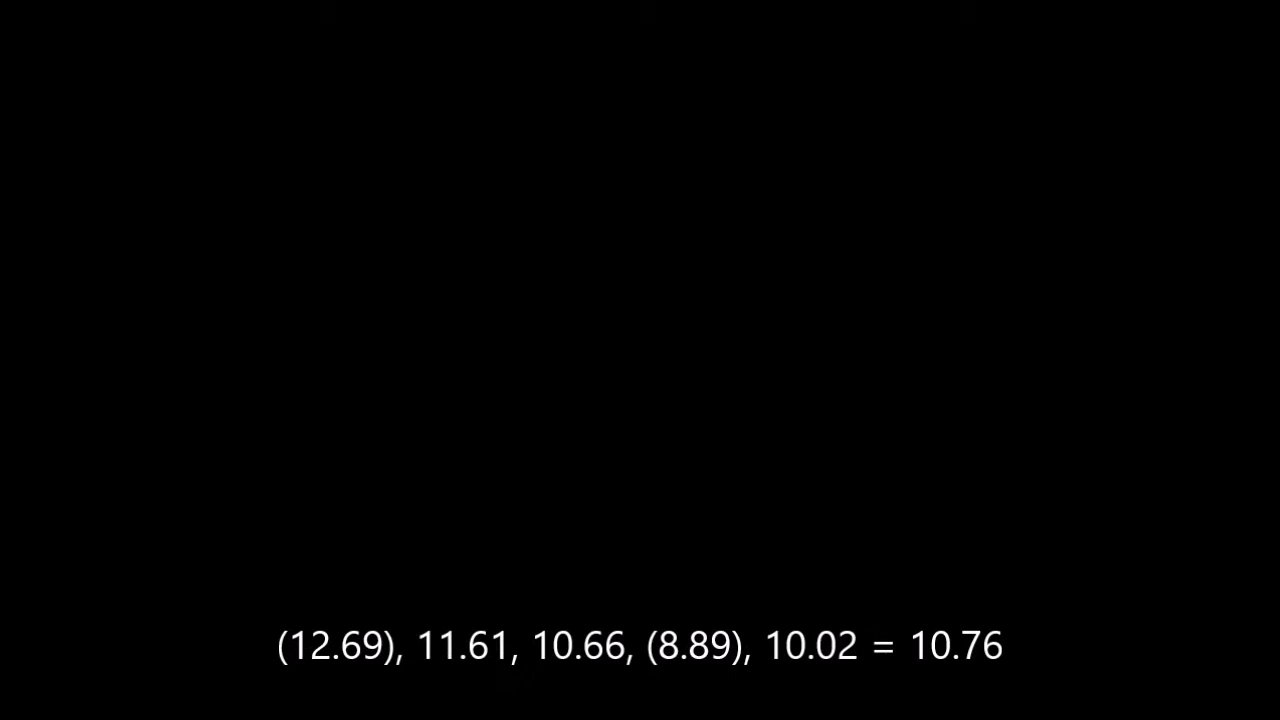 (12.69), 11.61, 10.66, (8.89), 10.02 = 10.76